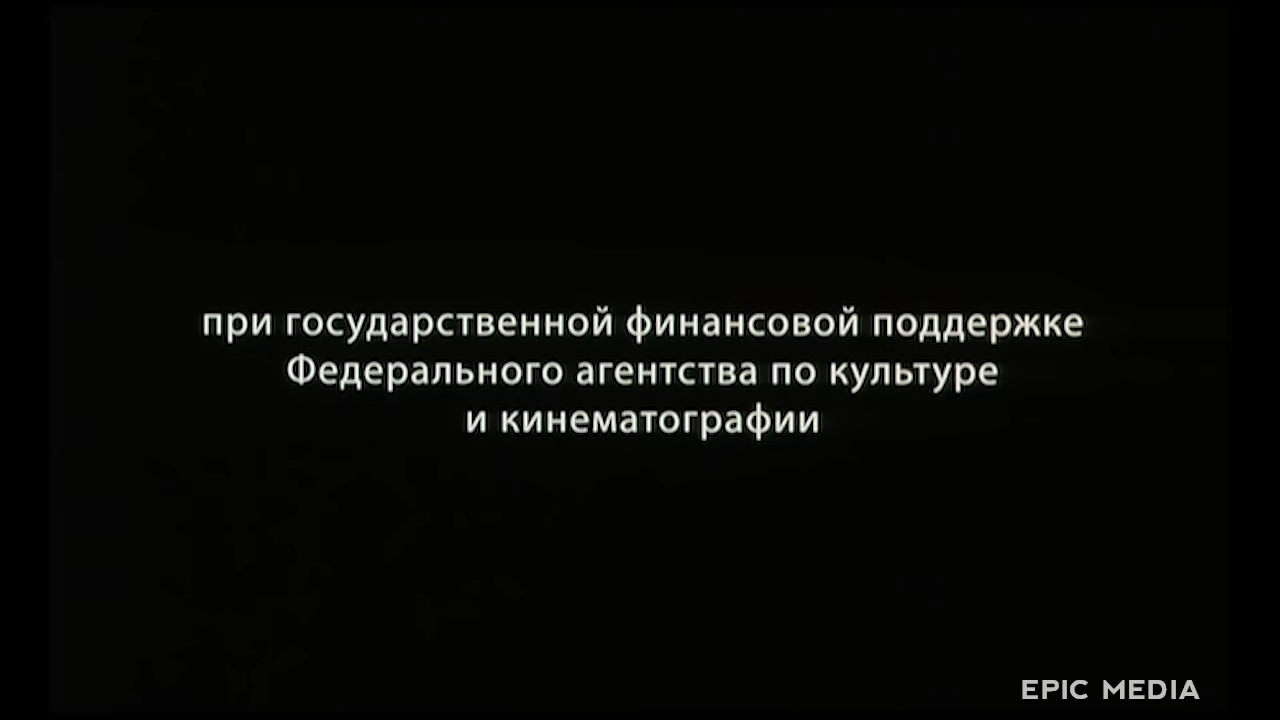 при государственной финансовой поддержке
Федерального агентства по культуре
и кинематографии
EPIC MEDIA